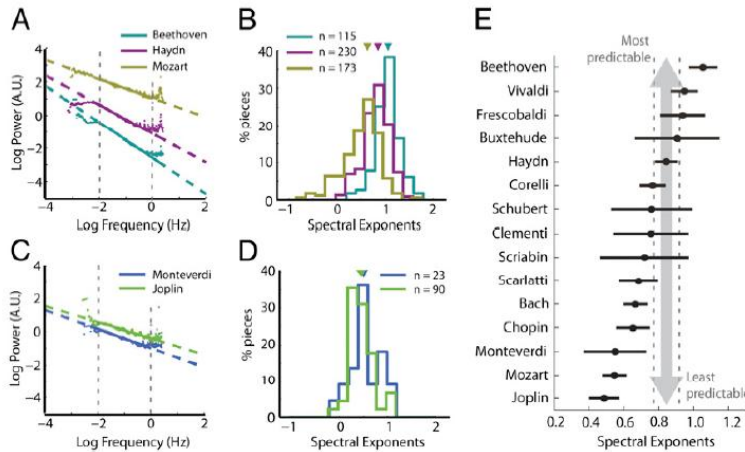 A
Beethoven
Haydn
Mozart
Log Power (A.U.)
4
2
0
−2
−4
−4
−2
0
2
Log Frequency (Hz)
B
n = 115
n = 230
n = 173
% pieces
40
30
20
10
0
−1
0
1
2
Spectral Exponents
C
Monteverdi
Joplin
Log Power (A.U.)
4
2
0
−2
−4
−4
−2
0
2
Log Frequency (Hz)
D
n = 23
n = 90
% pieces
40
30
20
10
0
−1
0
1
2
Spectral Exponents
E
Most
predictable
Beethoven
Vivaldi
Frescobaldi
Buxtehude
Haydn
Corelli
Schubert
Clementi
Scriabin
Scarlatti
Bach
Chopin
Monteverdi
Mozart
Joplin
Least
predictable
0.2
0.4
0.6
0.8
1.0
1.2
Spectral Exponents